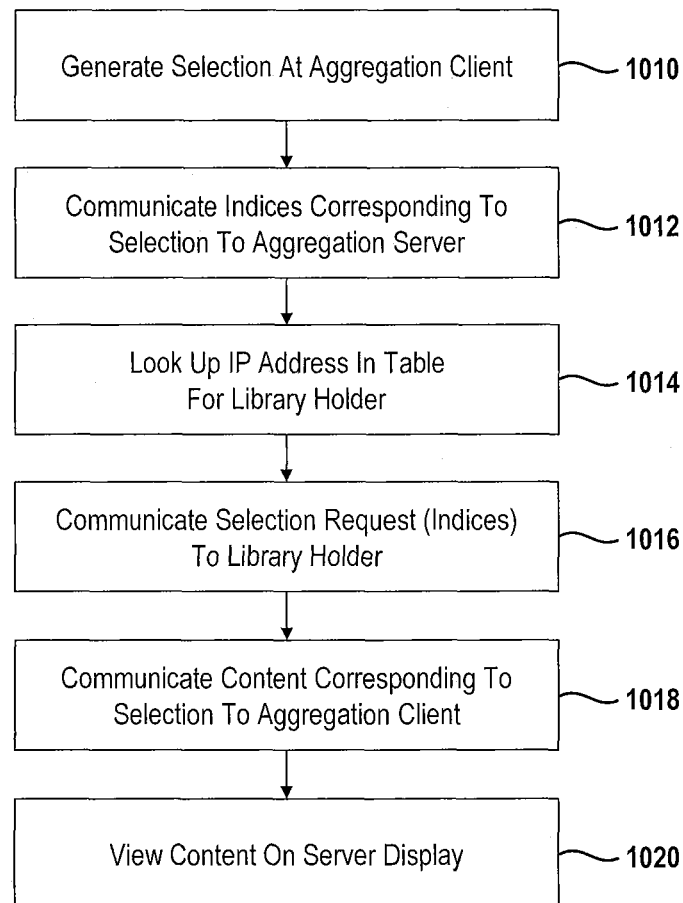 Generate Selection At Aggregation Client
1010
Communicate Indices Corresponding To
Selection To Aggregation Server
1012
Look Up IP Address In Table
For Library Holder
1014
Communicate Selection Request (Indices)
To Library Holder
1016
Communicate Content Corresponding To
Selection To Aggregation Client
1018
View Content On Server Display
1020